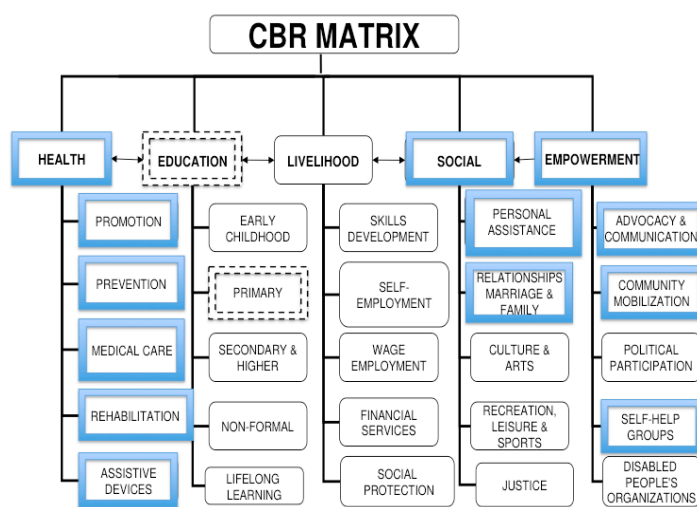 CBR MATRIX
HEALTH
EDUCATION
LIVELIHOOD
SOCIAL
EMPOWERMENT
PROMOTION
PREVENTION
MEDICAL CARE
REHABILITATION
ASSISTIVE
DEVICES
EARLY
CHILDHOOD
PRIMARY
SECONDARY &
HIGHER
NON-FORMAL
LIFELONG
LEARNING
SKILLS
DEVELOPMENT
SELF-
EMPLOYMENT
WAGE
EMPLOYMENT
FINANCIAL
SERVICES
SOCIAL
PROTECTION
PERSONAL
ASSISTANCE
RELATIONSHIPS
MARRIAGE &
FAMILY
CULTURE &
ARTS
RECREATION,
LEISURE &
SPORTS
JUSTICE
ADVOCACY &
COMMUNICATION
COMMUNITY
MOBILIZATION
POLITICAL
PARTICIPATION
SELF-HELP
GROUPS
DISABLED
PEOPLE'S
ORGANIZATIONS